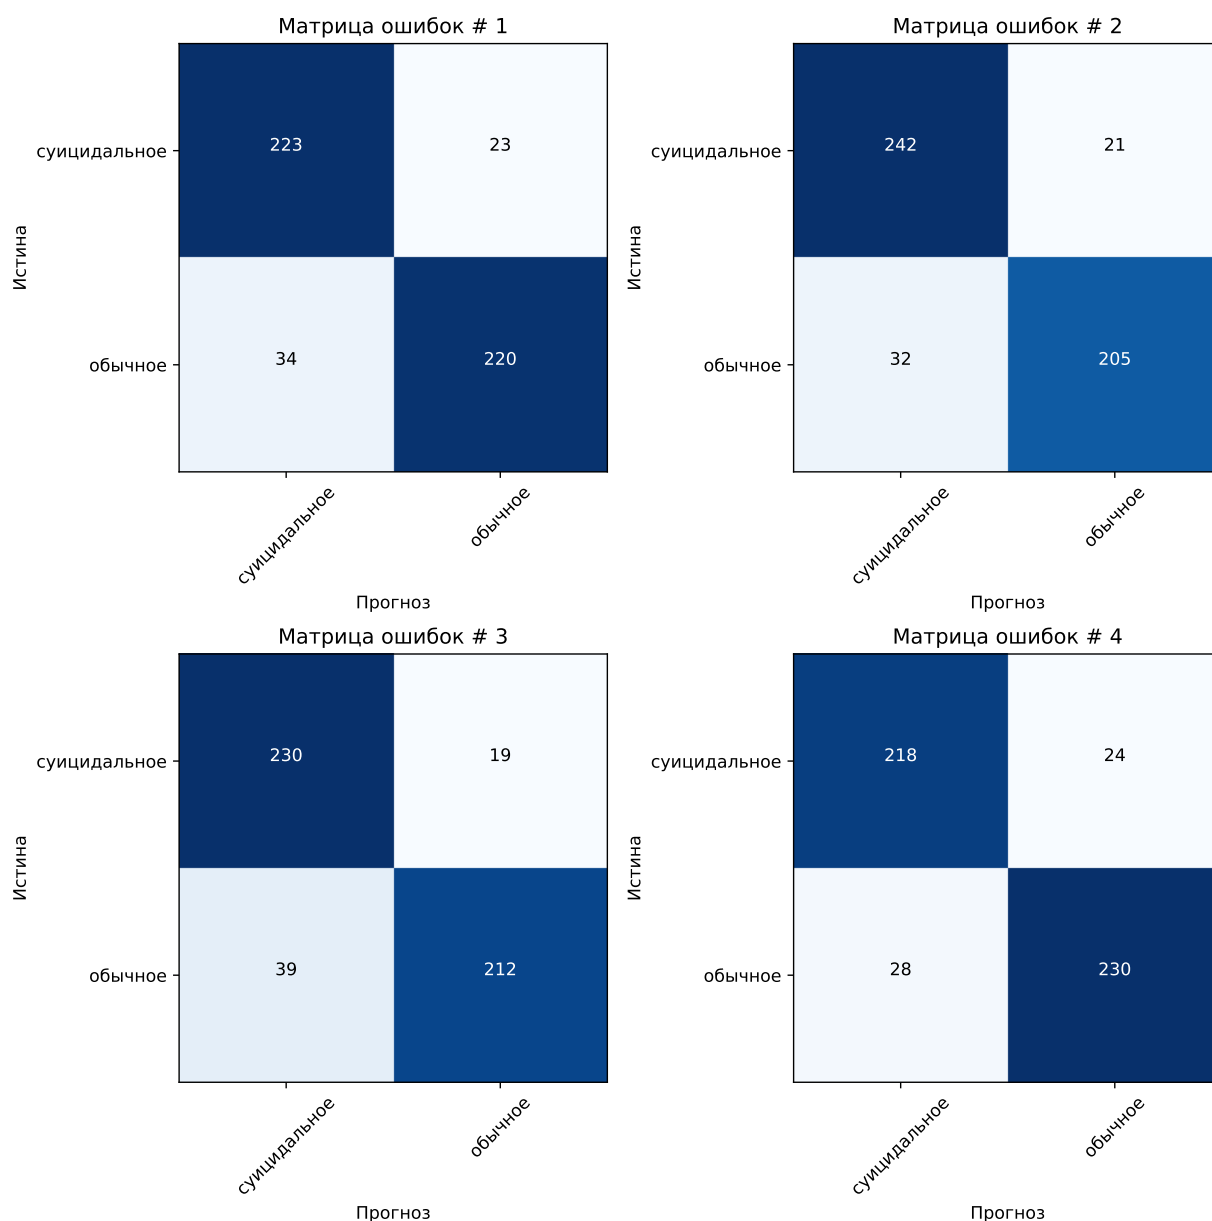 Матрица ошибок # 1
суицидальное
223
23
Истина
обычное
34
220
суицидальное
обычное
Прогноз
Матрица ошибок # 2
суицидальное
242
21
Истина
обычное
32
205
суицидальное
обычное
Прогноз
Матрица ошибок # 3
суицидальное
230
19
Истина
обычное
39
212
суицидальное
обычное
Прогноз
Матрица ошибок # 4
суицидальное
218
24
Истина
обычное
28
230
суицидальное
обычное
Прогноз